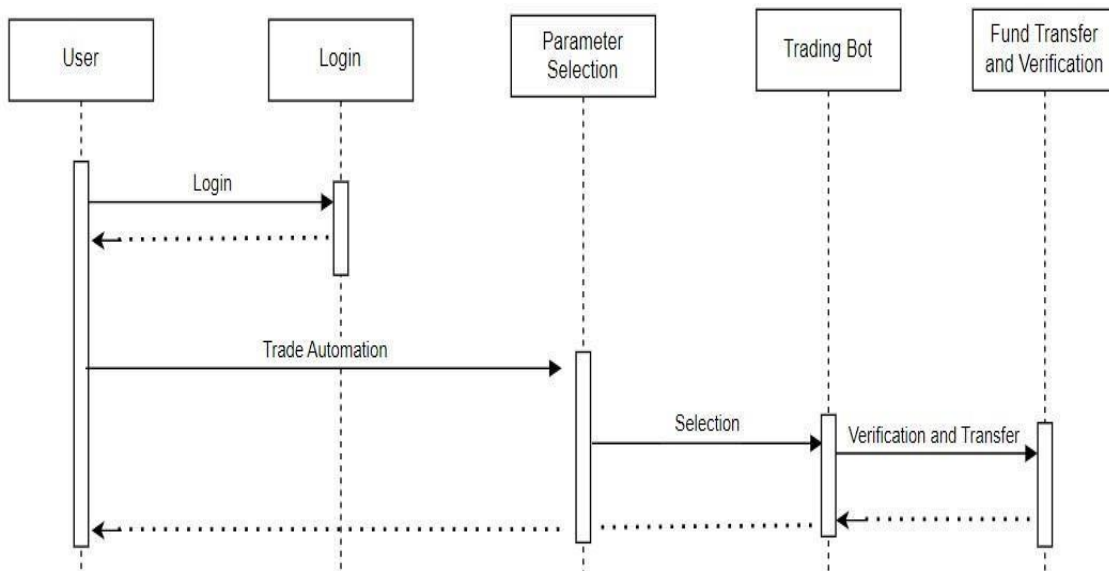 User
Login
Parameter
Selection
Trading Bot
Fund Transfer
and Verification
Login
Trade Automation
Selection
Verification and Transfer